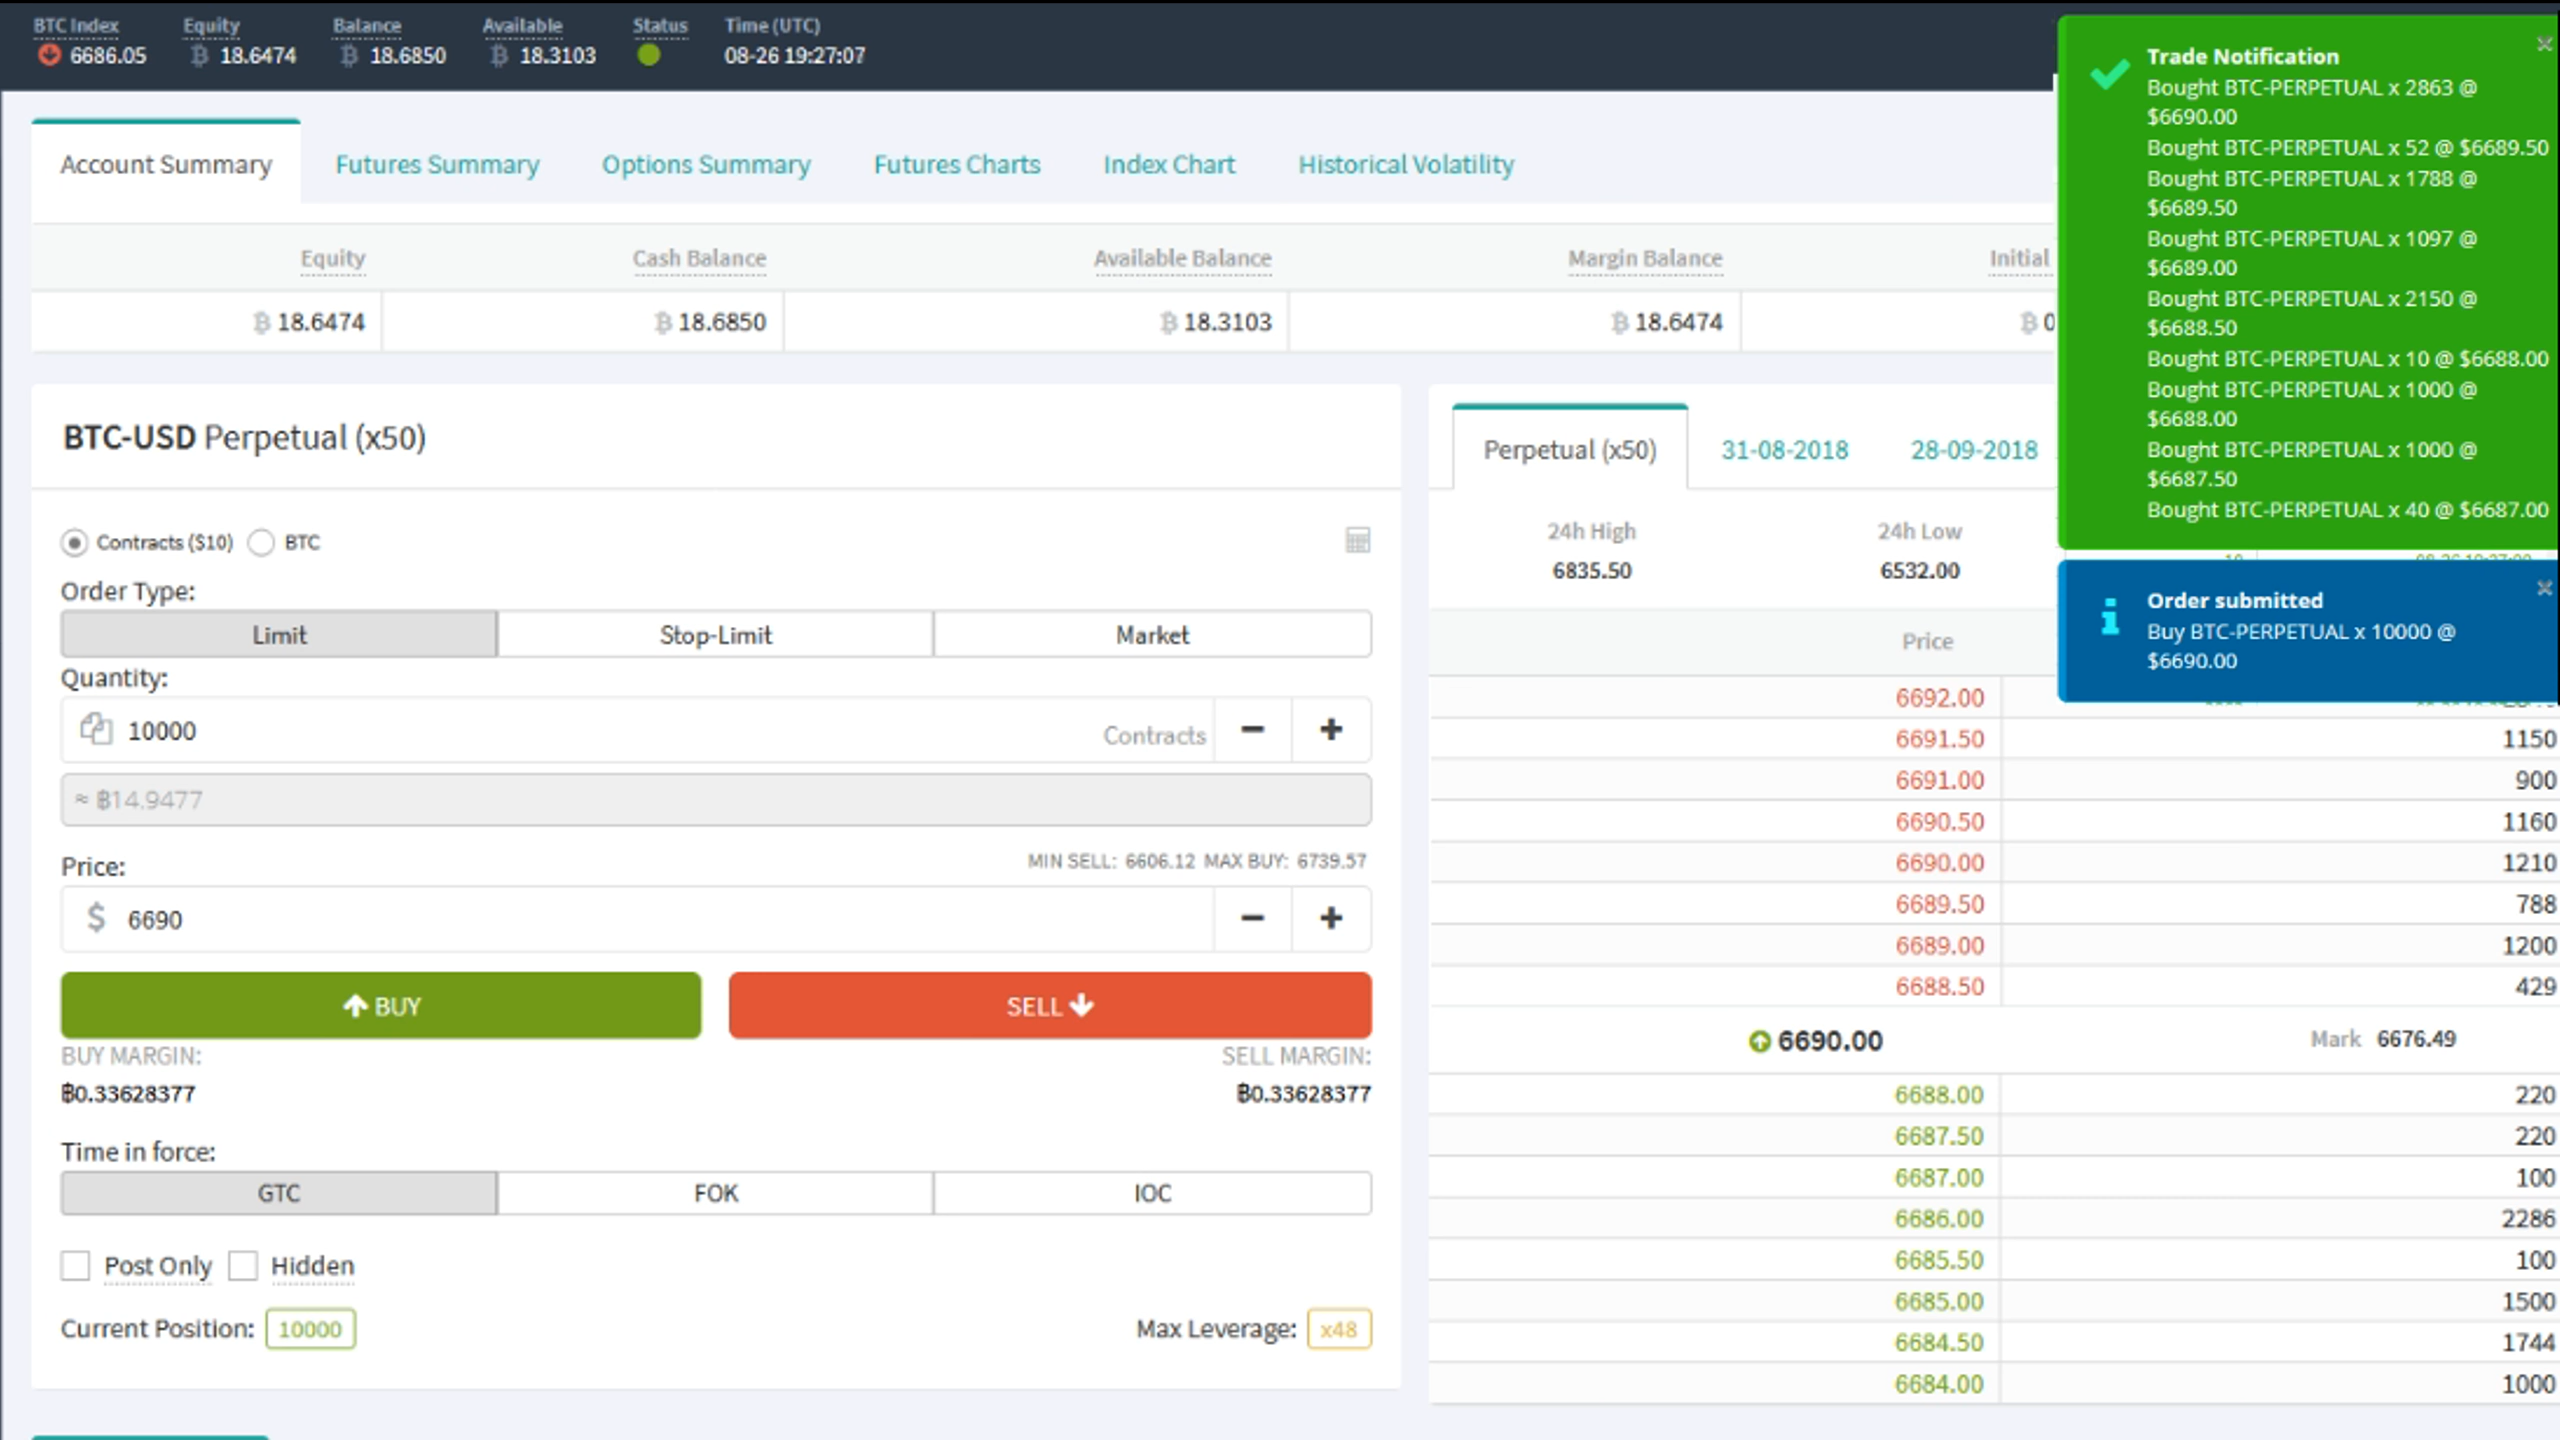 BTC Index Equity Balance Available Status Time (UTC)
6686.05 ฿ 18.6474 ฿ 18.6850 ฿ 18.3103 08-26 19:27:07
Account Summary Futures Summary Options Summary Futures Charts Index Chart Historical Volatility
Equity Cash Balance Available Balance Margin Balance Initial
฿ 18.6474 ฿ 18.6850 ฿ 18.3103 ฿ 18.6474 ฿ 0
BTC-USD Perpetual (x50)
Contracts ($10) BTC
Order Type:
Limit Stop-Limit Market
Quantity:
10000 Contracts − +
≈ ฿14.9477
Price: MIN SELL: 6606.12 MAX BUY: 6739.57
$ 6690 − +
BUY SELL
BUY MARGIN: SELL MARGIN:
฿0.33628377 ฿0.33628377
Time in force:
GTC FOK IOC
Post Only Hidden
Current Position: 10000 Max Leverage: x48
Perpetual (x50) 31-08-2018 28-09-2018
24h High 24h Low
6835.50 6532.00
Price
6692.00
6691.50 1150
6691.00 900
6690.50 1160
6690.00 1210
6689.50 788
6689.00 1200
6688.50 429
6690.00 Mark 6676.49
6688.00 220
6687.50 220
6687.00 100
6686.00 2286
6685.50 100
6685.00 1500
6684.50 1744
6684.00 1000
Trade Notification
Bought BTC-PERPETUAL x 2863 @
$6690.00
Bought BTC-PERPETUAL x 52 @ $6689.50
Bought BTC-PERPETUAL x 1788 @
$6689.50
Bought BTC-PERPETUAL x 1097 @
$6689.00
Bought BTC-PERPETUAL x 2150 @
$6688.50
Bought BTC-PERPETUAL x 10 @ $6688.00
Bought BTC-PERPETUAL x 1000 @
$6688.00
Bought BTC-PERPETUAL x 1000 @
$6687.50
Bought BTC-PERPETUAL x 40 @ $6687.00
Order submitted
Buy BTC-PERPETUAL x 10000 @
$6690.00